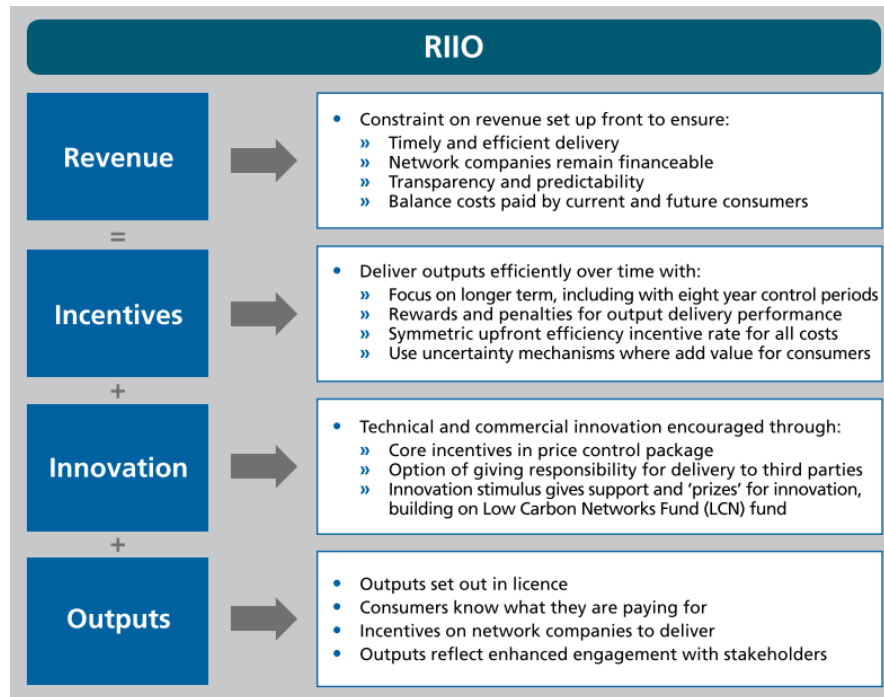 RIIO
Revenue
• Constraint on revenue set up front to ensure:
» Timely and efficient delivery
» Network companies remain financeable
» Transparency and predictability
» Balance costs paid by current and future consumers
=
Incentives
• Deliver outputs efficiently over time with:
» Focus on longer term, including with eight year control periods
» Rewards and penalties for output delivery performance
» Symmetric upfront efficiency incentive rate for all costs
» Use uncertainty mechanisms where add value for consumers
+
Innovation
• Technical and commercial innovation encouraged through:
» Core incentives in price control package
» Option of giving responsibility for delivery to third parties
» Innovation stimulus gives support and ‘prizes’ for innovation,
building on Low Carbon Networks Fund (LCN) fund
+
Outputs
• Outputs set out in licence
• Consumers know what they are paying for
• Incentives on network companies to deliver
• Outputs reflect enhanced engagement with stakeholders